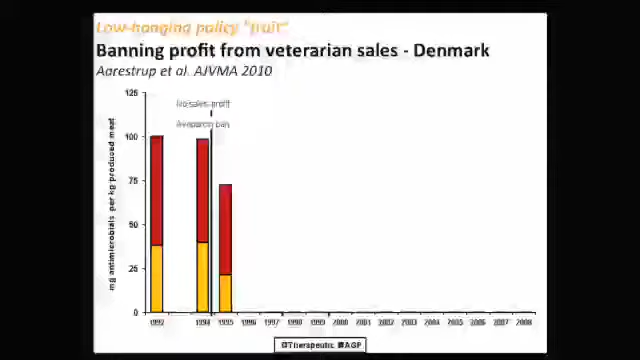 Low-hanging policy "fruit"
Banning profit from veterarian sales - Denmark
Aarestrup et al. AJVMA 2010
125
No sales-profit
Avoparcin ban
100
75
50
25
0
mg antimicrobials per kg produced meat
1992 1994 1995 1996 1997 1998 1999 2000 2001 2002 2003 2004 2005 2006 2007 2008
Therapeutic AGP